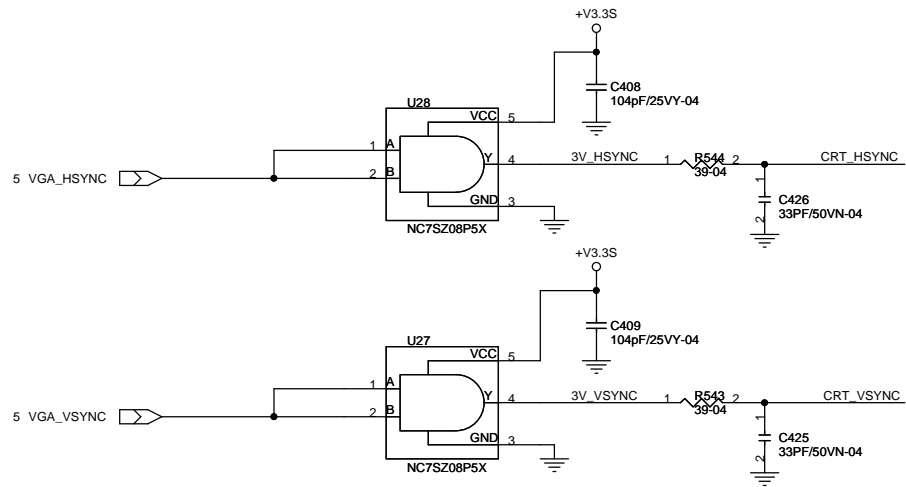 +V3.3S
C408
104pF/25VY-04
U28
VCC 5
1 A
Y 4 3V_HSYNC 1 R544 2 CRT_HSYNC
39-04
5 VGA_HSYNC 2 B
1
C426
33PF/50VN-04
2
GND 3
NC7SZ08P5X
+V3.3S
C409
104pF/25VY-04
U27
VCC 5
1 A
Y 4 3V_VSYNC 1 R543 2 CRT_VSYNC
39-04
5 VGA_VSYNC 2 B
1
C425
33PF/50VN-04
2
GND 3
NC7SZ08P5X